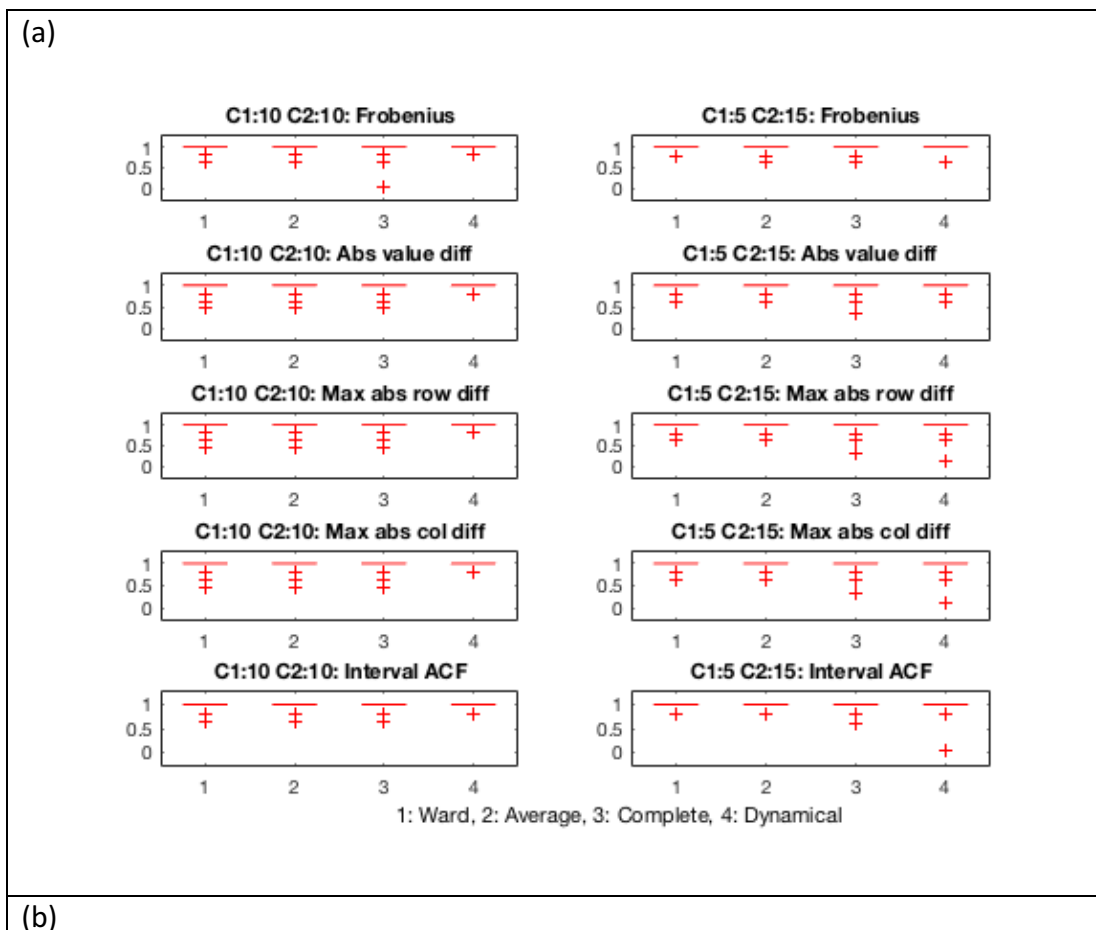 (a)
C1:10 C2:10: Frobenius
C1:5 C2:15: Frobenius
1
0.5
0
1
0.5
0
1 2 3 4
1 2 3 4
C1:10 C2:10: Abs value diff
C1:5 C2:15: Abs value diff
1
0.5
0
1
0.5
0
1 2 3 4
1 2 3 4
C1:10 C2:10: Max abs row diff
C1:5 C2:15: Max abs row diff
1
0.5
0
1
0.5
0
1 2 3 4
1 2 3 4
C1:10 C2:10: Max abs col diff
C1:5 C2:15: Max abs col diff
1
0.5
0
1
0.5
0
1 2 3 4
1 2 3 4
C1:10 C2:10: Interval ACF
C1:5 C2:15: Interval ACF
1
0.5
0
1
0.5
0
1 2 3 4
1 2 3 4
1: Ward, 2: Average, 3: Complete, 4: Dynamical
(b)